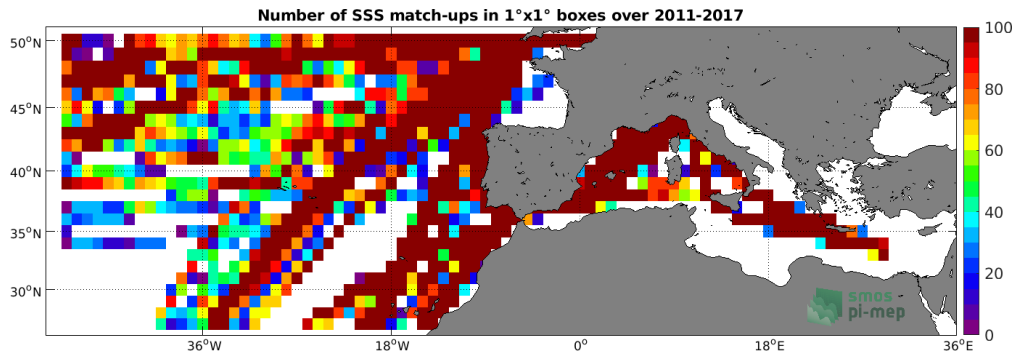 Number of SSS match-ups in 1°x1° boxes over 2011-2017
50°N
45°N
40°N
35°N
30°N
36°W
18°W
0°
18°E
36°E
100
80
60
40
20
0
smos
pi-mep